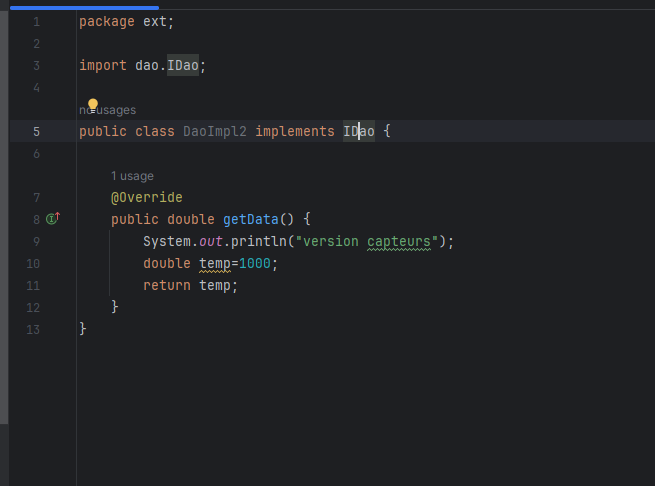 1 package ext;
2
3 import dao.IDao;
4
no usages
5 public class DaoImpl2 implements IDao {
6
1 usage
7 @Override
8 public double getData() {
9 System.out.println("version capteurs");
10 double temp=1000;
11 return temp;
12 }
13 }